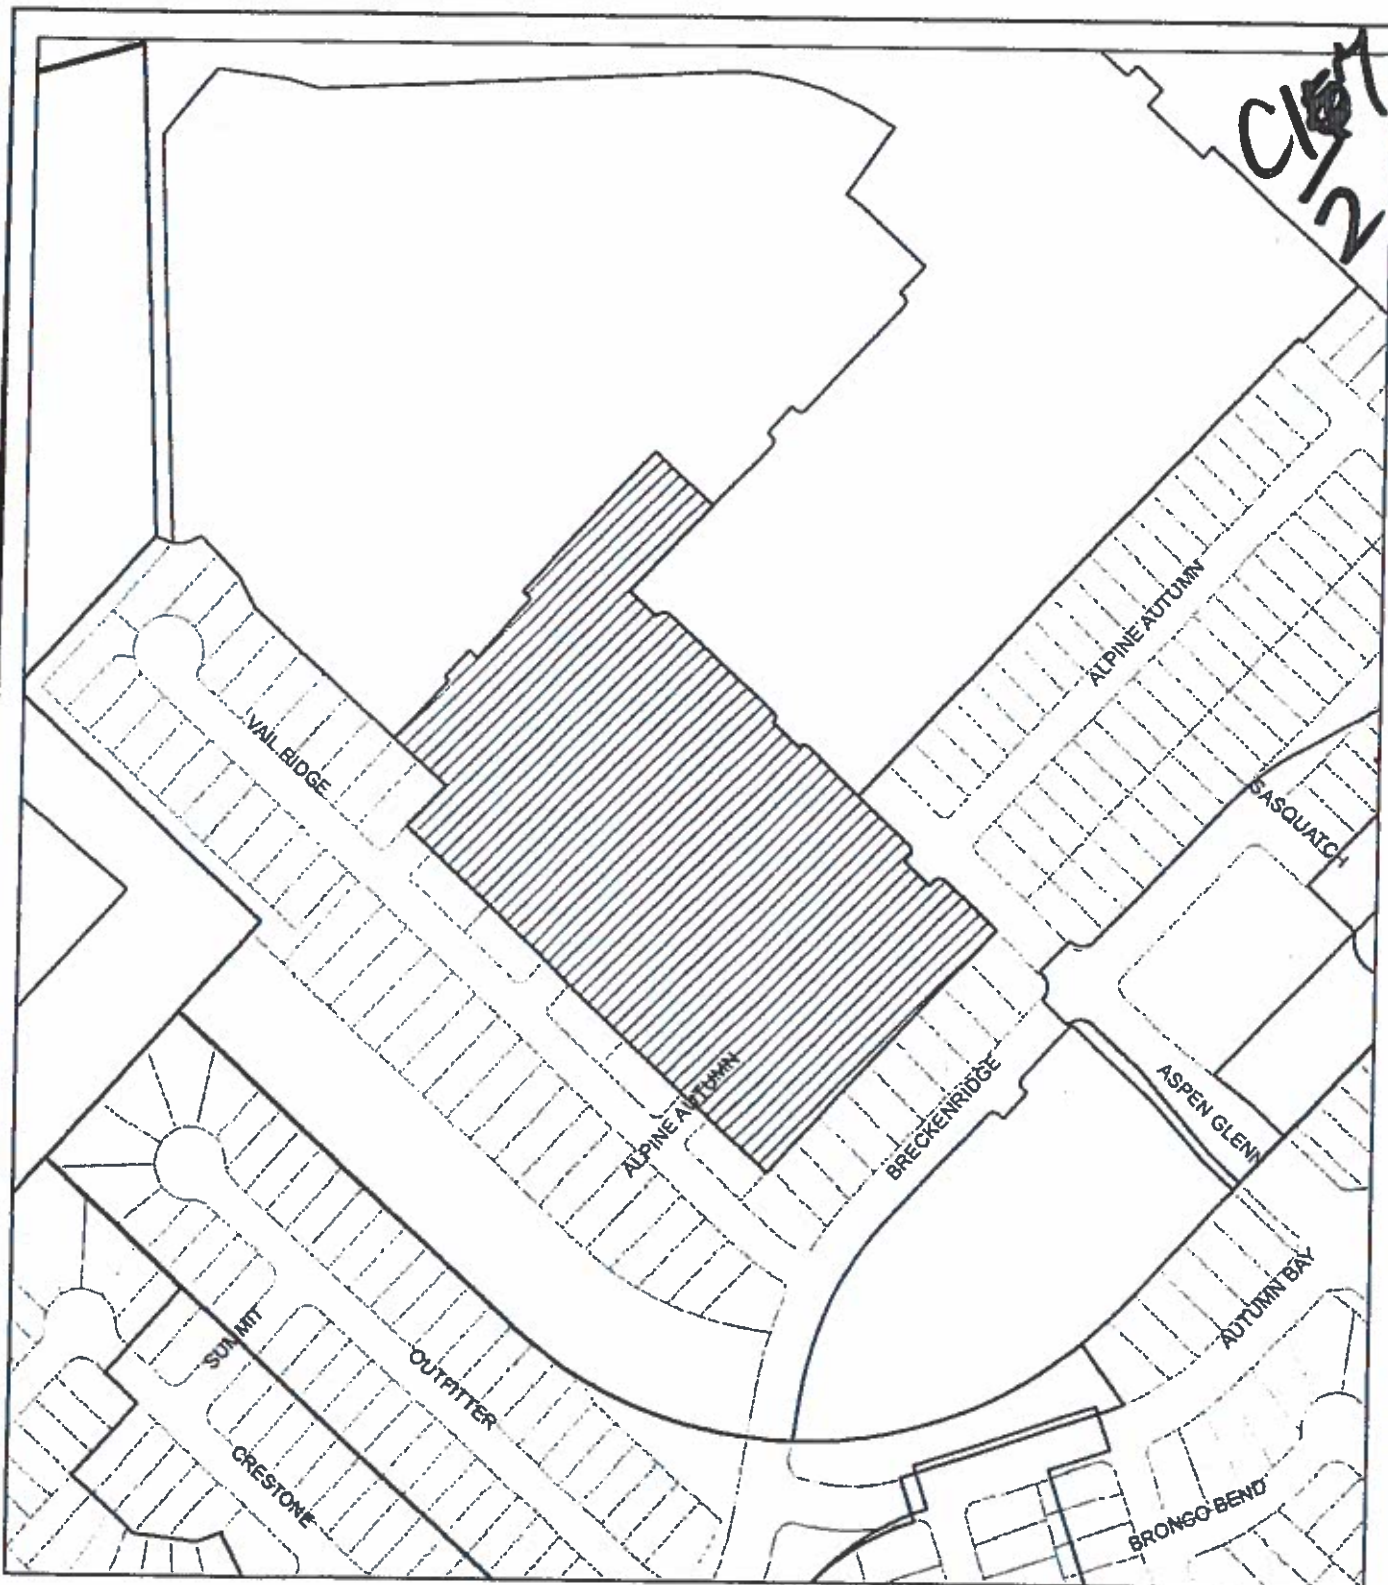 ALPINE AUTUMN
VAIL RIDGE
SASQUATCH
ALPINE AUTUMN
BRECKENRIDGE
ASPEN GLENN
SUMMIT
OUTFITTER
AUTUMN BAY
CRESTONE
BRONCO BEND